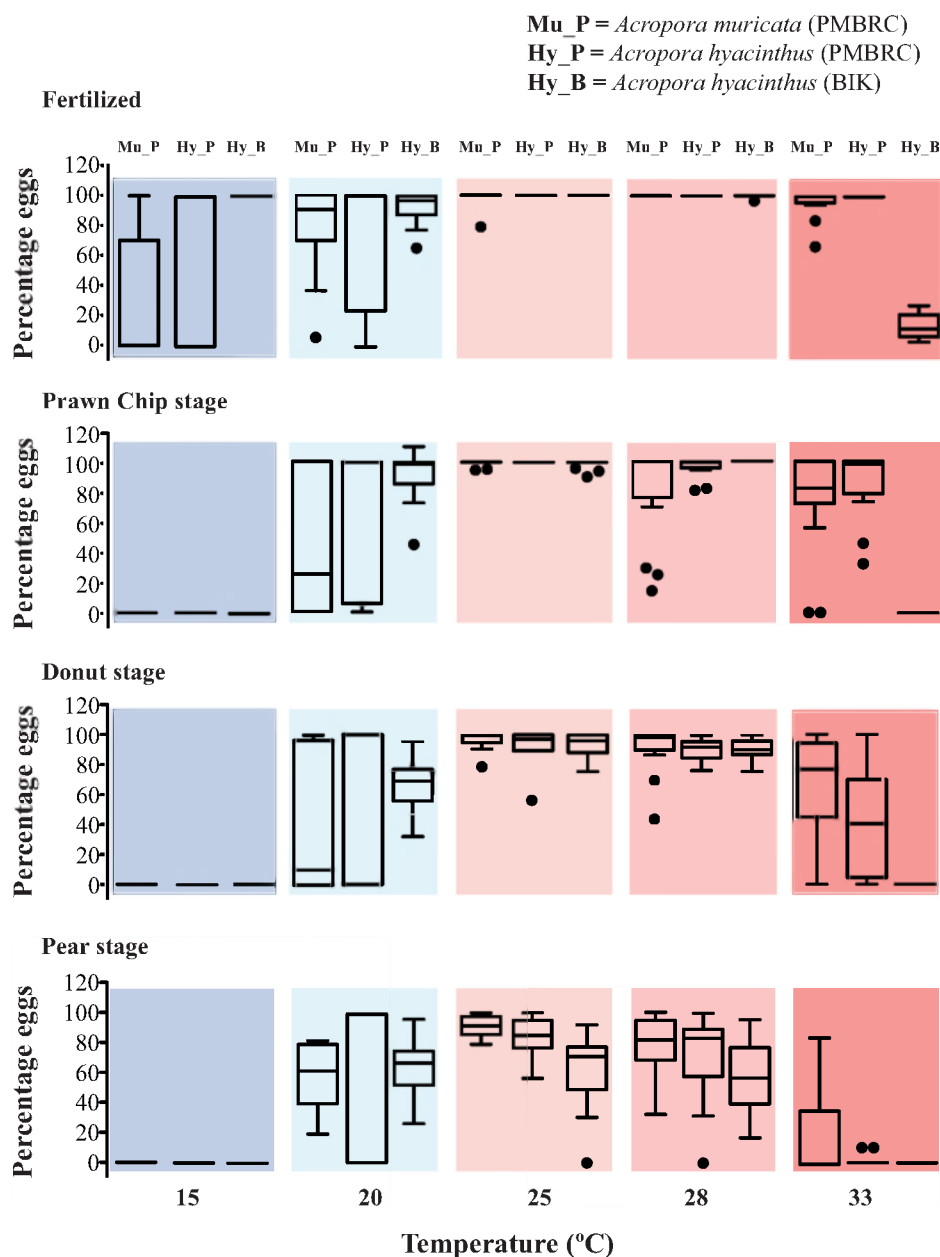 Mu_P = Acropora muricata (PMBRC)
Hy_P = Acropora hyacinthus (PMBRC)
Hy_B = Acropora hyacinthus (BIK)
Fertilized
Mu_P Hy_P Hy_B Mu_P Hy_P Hy_B Mu_P Hy_P Hy_B Mu_P Hy_P Hy_B Mu_P Hy_P Hy_B
Percentage eggs
120
100
80
60
40
20
0
Prawn Chip stage
Percentage eggs
120
100
80
60
40
20
0
Donut stage
Percentage eggs
120
100
80
60
40
20
0
Pear stage
Percentage eggs
120
100
80
60
40
20
0
15 20 25 28 33
Temperature (ºC)